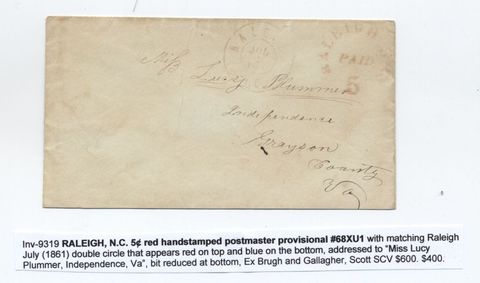 RALEIGH
PAID
5
JUL
Miss Lucy Plummer
Independence
Grayson
County
Va
Inv-9319 RALEIGH, N.C. 5¢ red handstamped postmaster provisional #68XU1 with matching Raleigh
July (1861) double circle that appears red on top and blue on the bottom, addressed to "Miss Lucy
Plummer, Independence, Va", bit reduced at bottom, Ex Brugh and Gallagher, Scott SCV $600. $400.